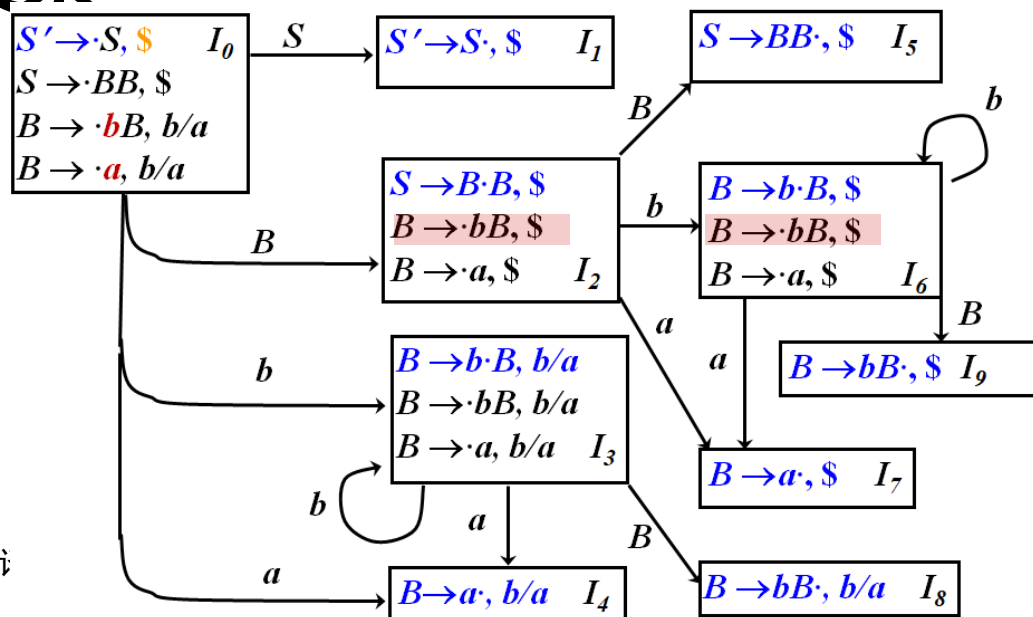 S′→·S, $ I0
S →·BB, $
B → ·bB, b/a
B → ·a, b/a
S
S′→S·, $ I1
S →BB·, $ I5
B
b
B
S →B·B, $
B →·bB, $
B →·a, $ I2
b
B →b·B, $
B →·bB, $
B →·a, $ I6
a
a
B
B →bB·, $ I9
b
B →b·B, b/a
B →·bB, b/a
B →·a, b/a I3
b
a
B
B →a·, $ I7
a
B→a·, b/a I4
B →bB·, b/a I8